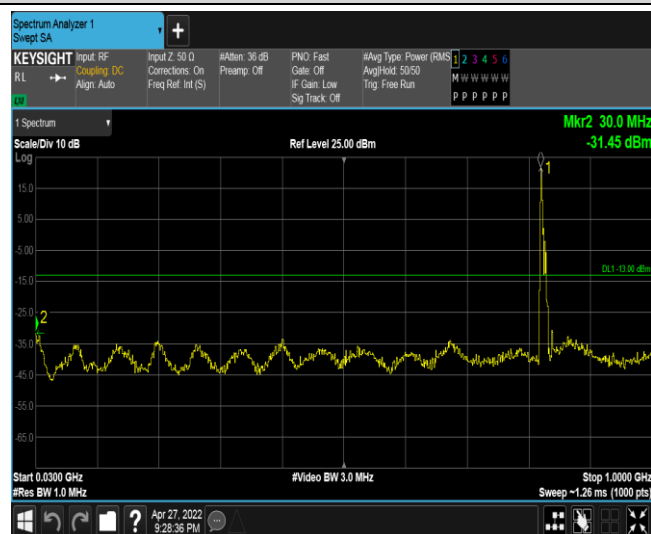 Spectrum Analyzer 1
Swept SA
+
KEYSIGHT Input: RF
RL
Coupling: DC
Align: Auto
Input Z: 50 Ω
Corrections: On
Freq Ref: Int (S)
#Atten: 36 dB
Preamp: Off
PNO: Fast
Gate: Off
IF Gain: Low
Sig Track: Off
#Avg Type: Power (RMS
Avg|Hold: 50/50
Trig: Free Run
1 2 3 4 5 6
M W W W W W
P P P P P P
1 Spectrum
Scale/Div 10 dB
Ref Level 25.00 dBm
Mkr2 30.0 MHz
-31.45 dBm
Log
15.0
5.00
-5.00
-15.0
-25.0
-35.0
-45.0
-55.0
-65.0
1
2
DL1 -13.00 dBm
Start 0.0300 GHz
#Res BW 1.0 MHz
#Video BW 3.0 MHz
Stop 1.0000 GHz
Sweep ~1.26 ms (1000 pts)
?
Apr 27, 2022
9:28:36 PM